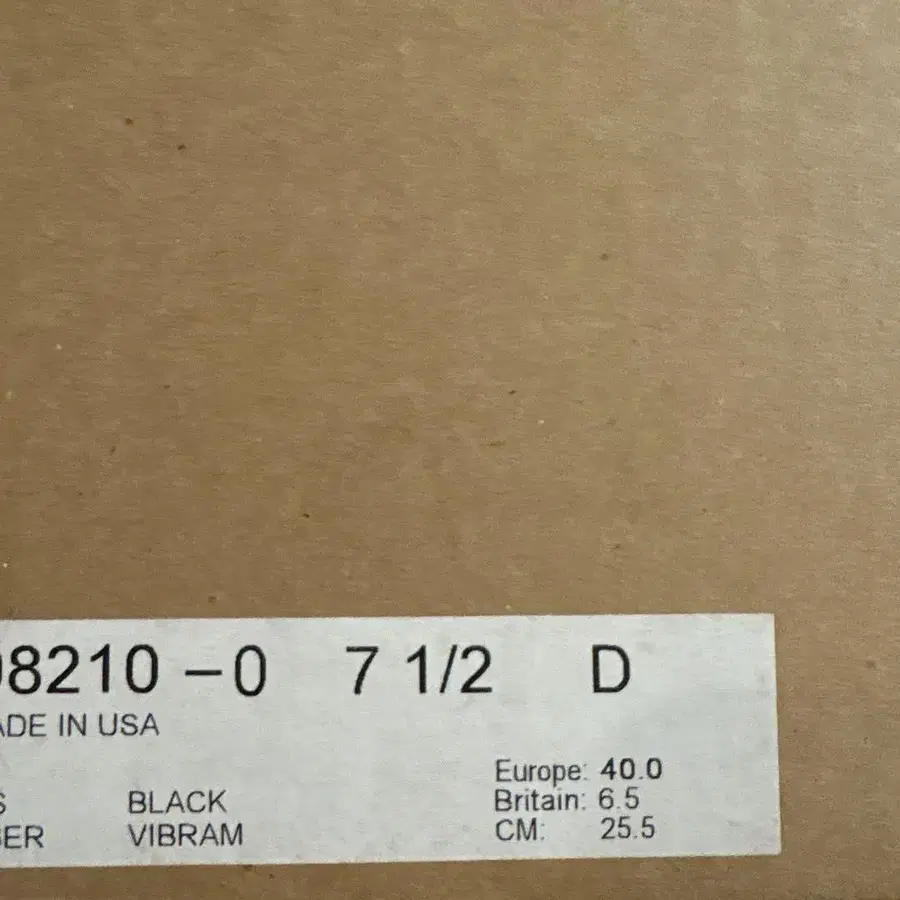 8210 -0 7 1/2 D
ADE IN USA
Europe: 40.0
BLACK Britain: 6.5
ER VIBRAM CM: 25.5